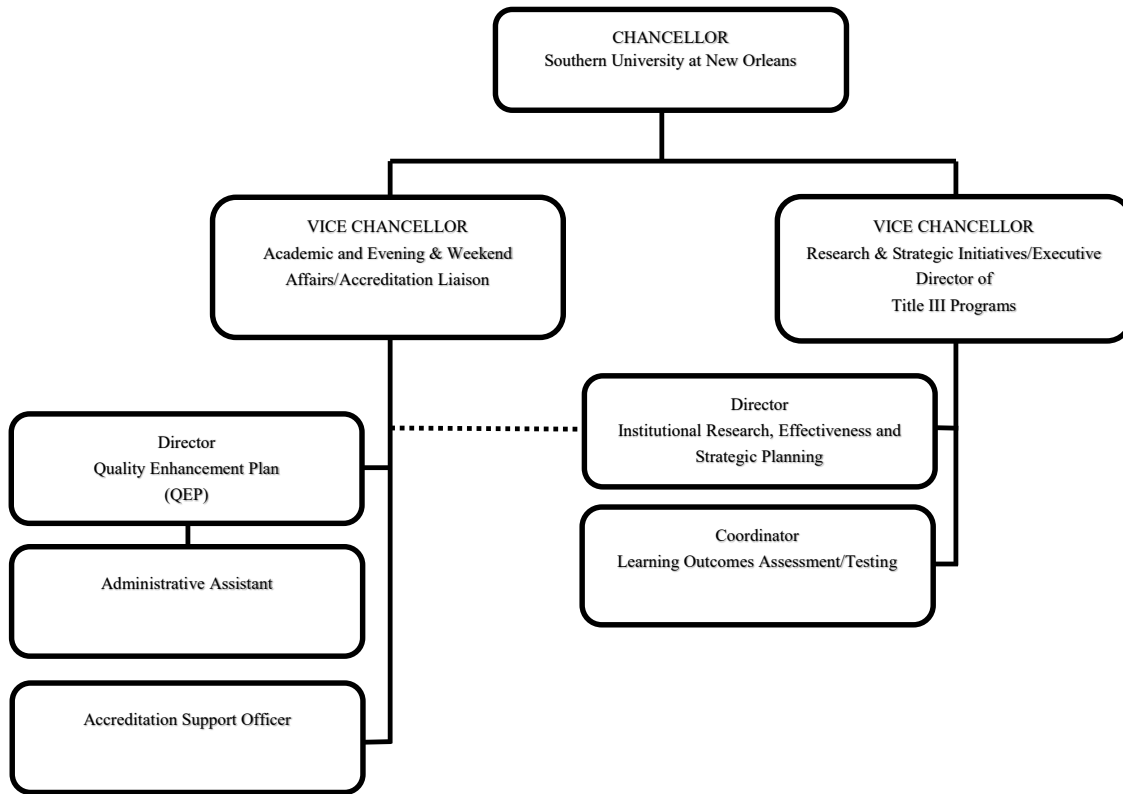 CHANCELLOR
Southern University at New Orleans
VICE CHANCELLOR
Academic and Evening & Weekend
Affairs/Accreditation Liaison
VICE CHANCELLOR
Research & Strategic Initiatives/Executive
Director of
Title III Programs
Director
Institutional Research, Effectiveness and
Strategic Planning
Director
Quality Enhancement Plan
(QEP)
Coordinator
Learning Outcomes Assessment/Testing
Administrative Assistant
Accreditation Support Officer